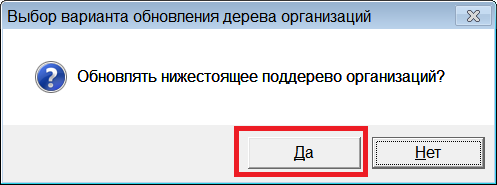 Выбор варианта обновления дерева организаций
Обновлять нижестоящее поддерево организаций?
Да
Нет